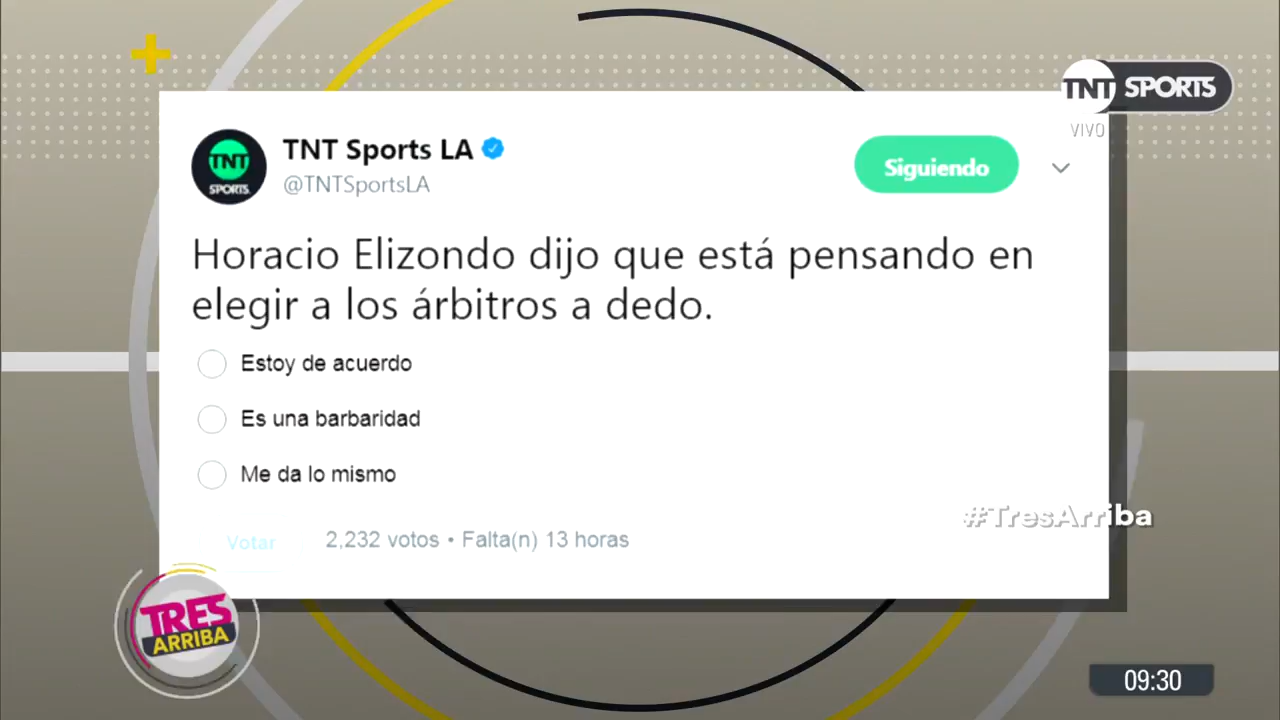 TNT SPORTS
VIVO
TNT SPORTS
TNT Sports LA
@TNTSportsLA
Siguiendo
Horacio Elizondo dijo que está pensando en
elegir a los árbitros a dedo.
Estoy de acuerdo
Es una barbaridad
Me da lo mismo
#TresArriba
Votar
2,232 votos • Falta(n) 13 horas
TRES
ARRIBA
09:30